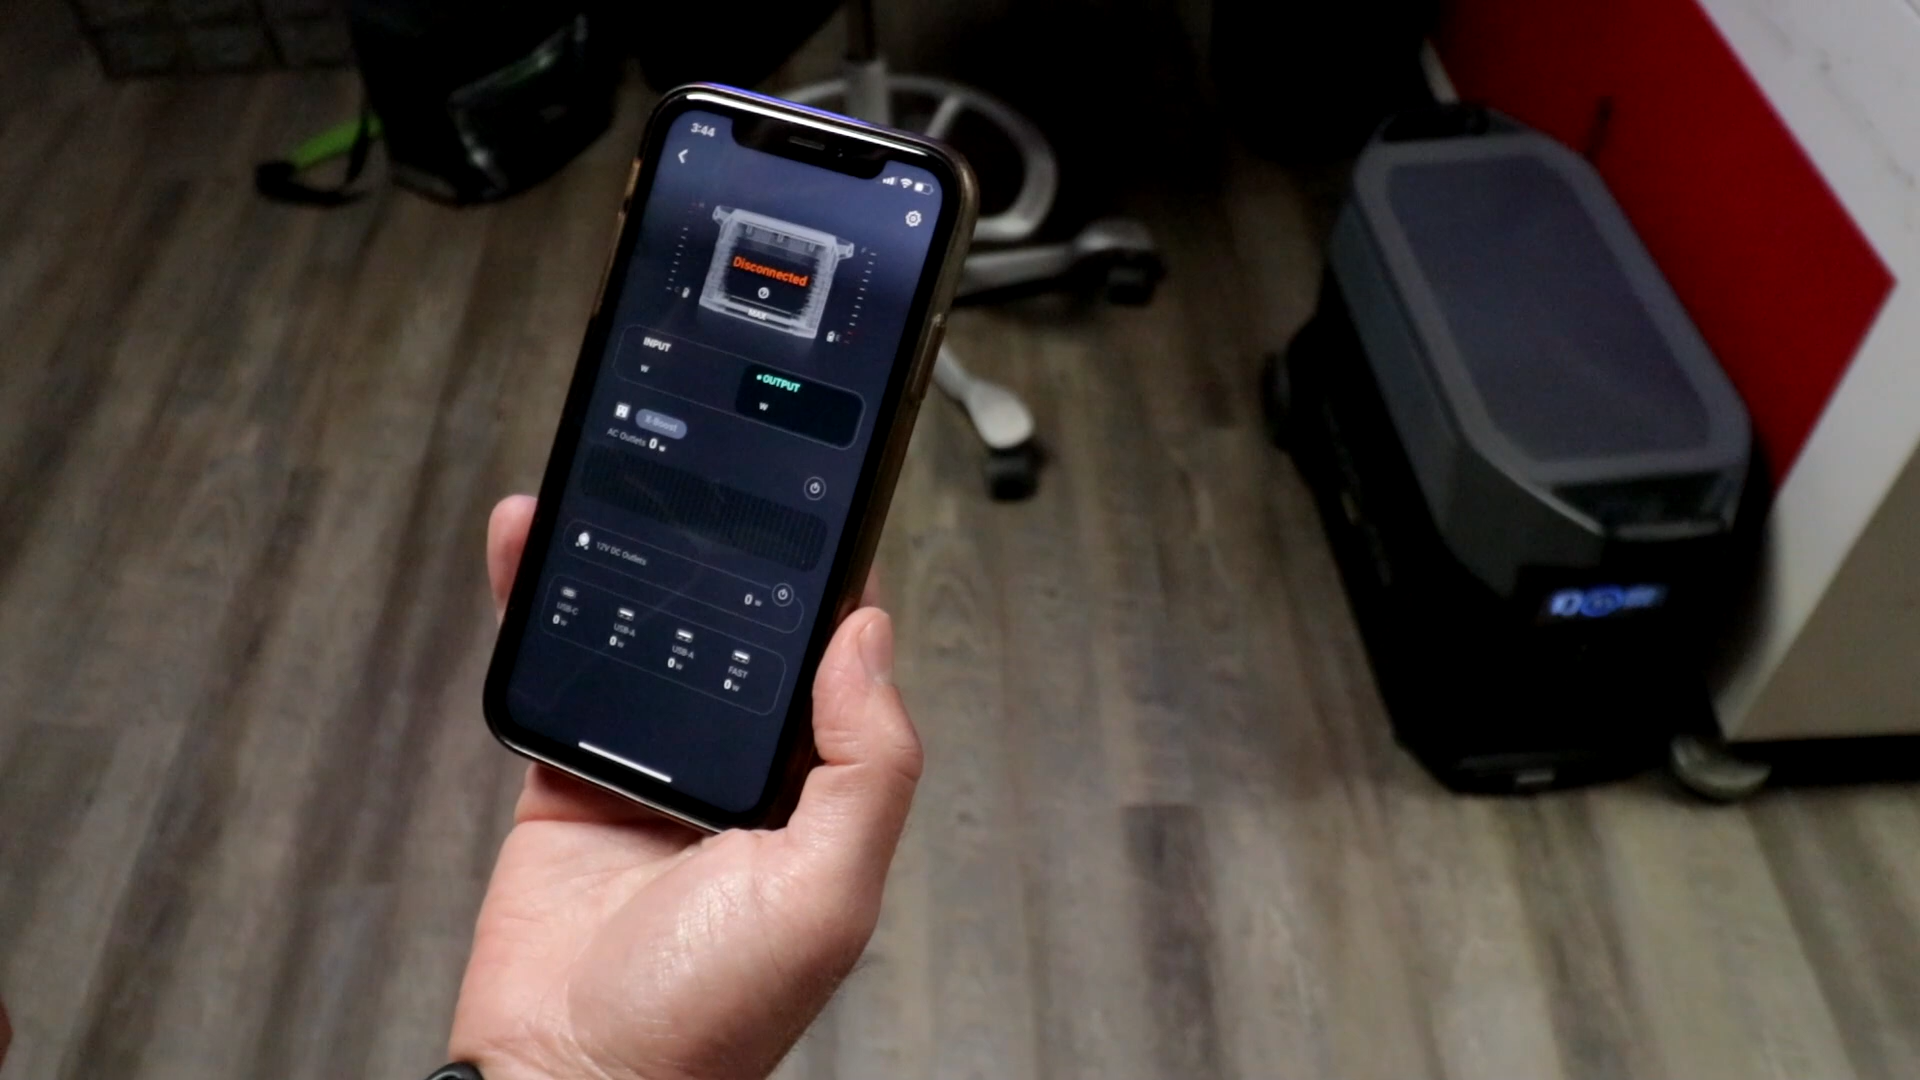 3:44
Disconnected
MAX
INPUT
W
OUTPUT
W
X-Boost
AC Outlets 0 W
12V DC Outlets
0 W
USB-C
0 W
USB-A
0 W
USB-A
0 W
FAST
0 W